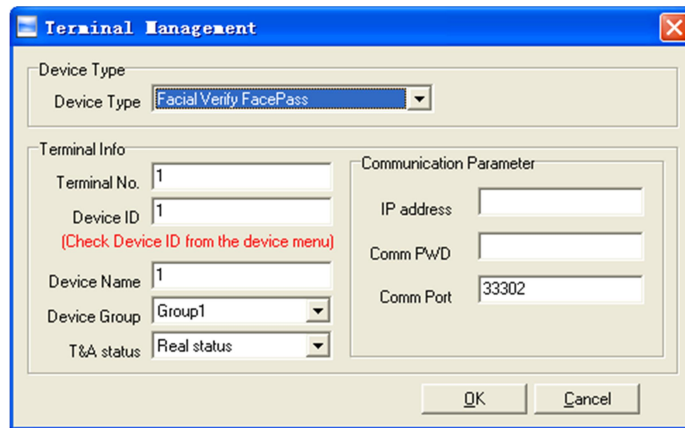 Terminal Management
Device Type
Device Type Facial Verify FacePass
Terminal Info
Terminal No. 1
Device ID 1
(Check Device ID from the device menu)
Device Name 1
Device Group Group1
T&A status Real status
Communication Parameter
IP address
Comm PWD
Comm Port 33302
OK Cancel